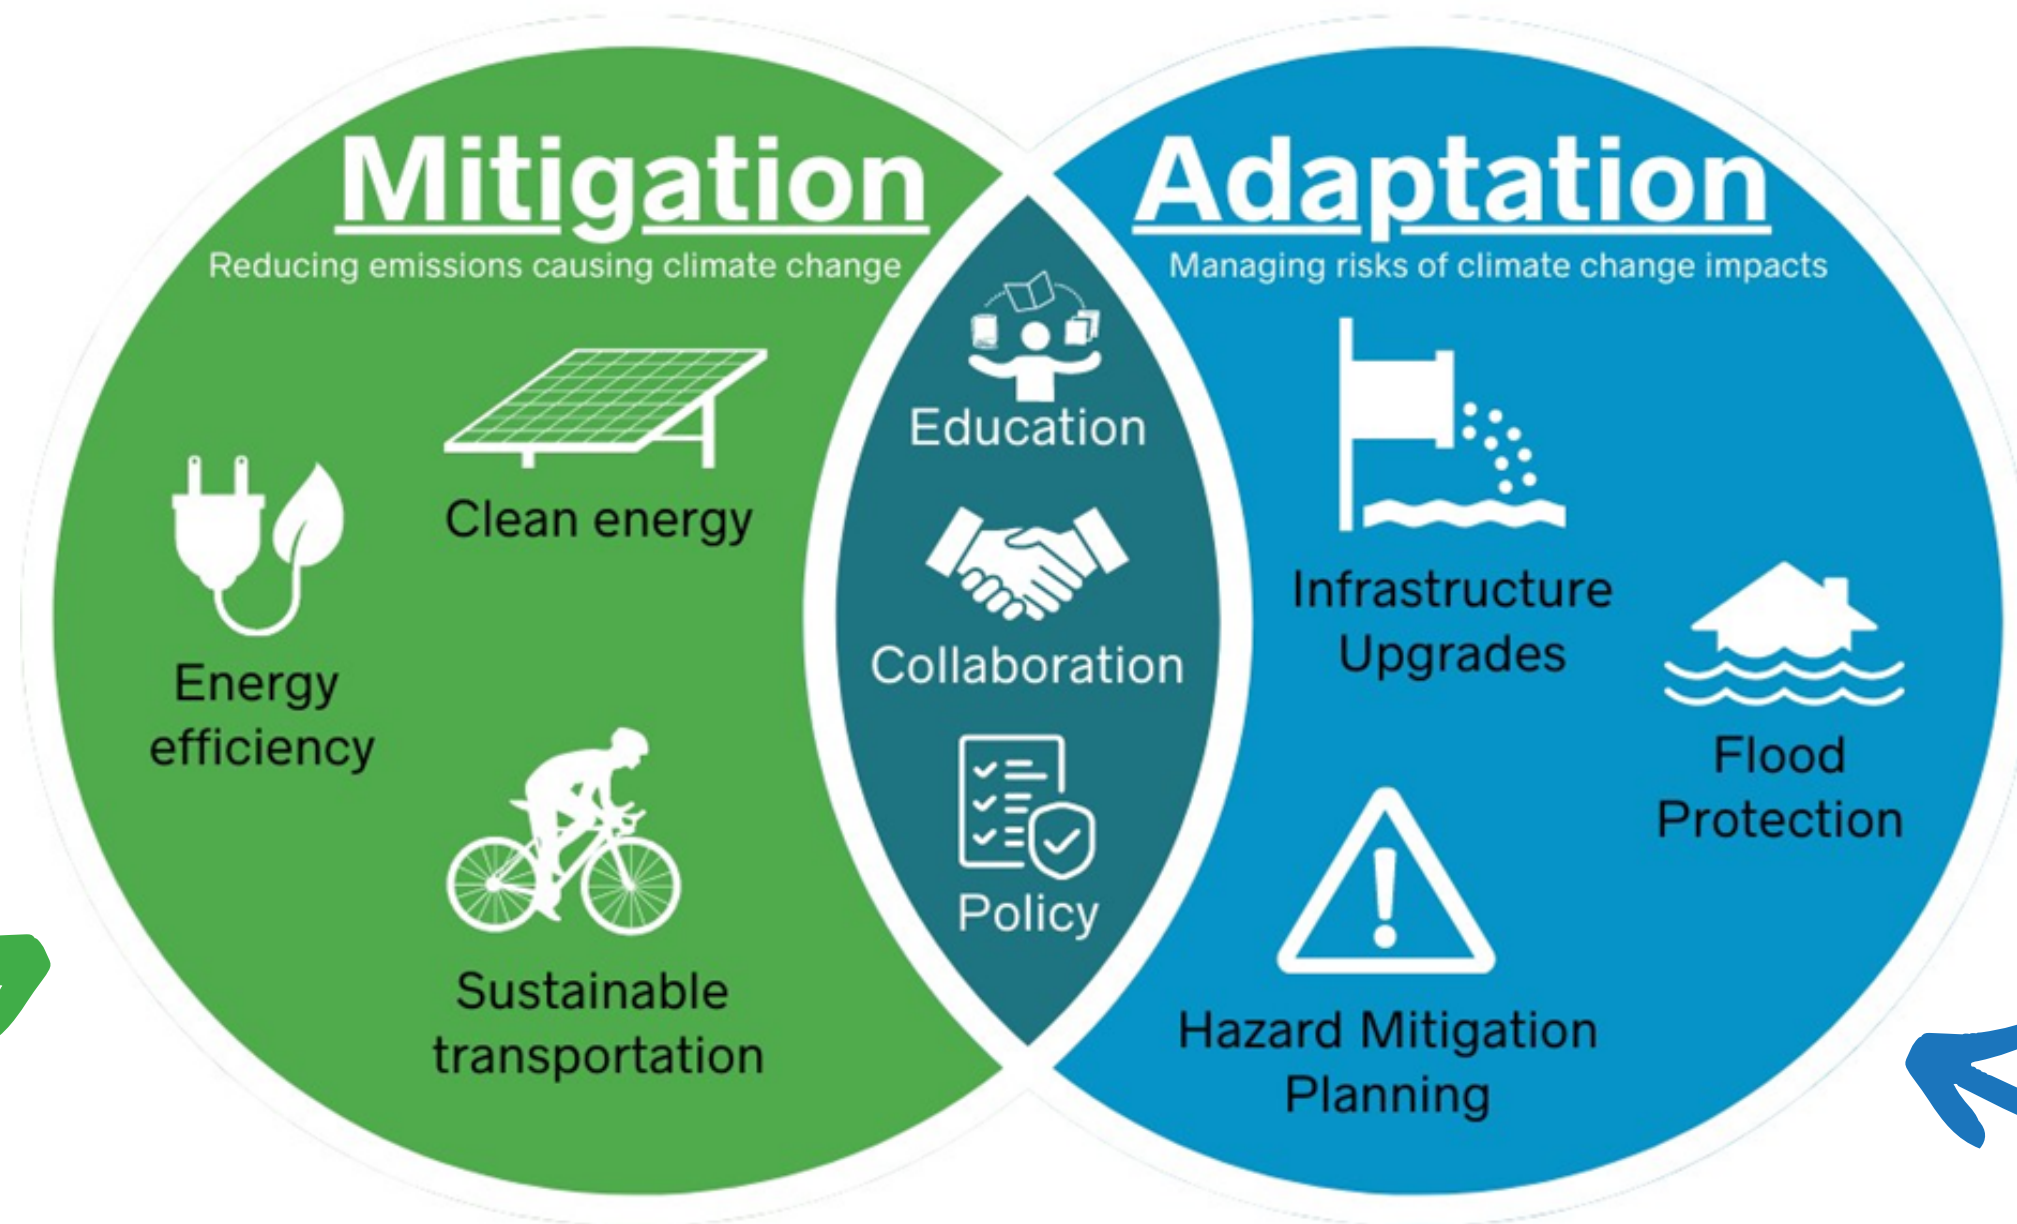 Mitigation
Reducing emissions causing climate change
Clean energy
Energy
efficiency
Sustainable
transportation
Education
Collaboration
Policy
Adaptation
Managing risks of climate change impacts
Infrastructure
Upgrades
Flood
Protection
Hazard Mitigation
Planning